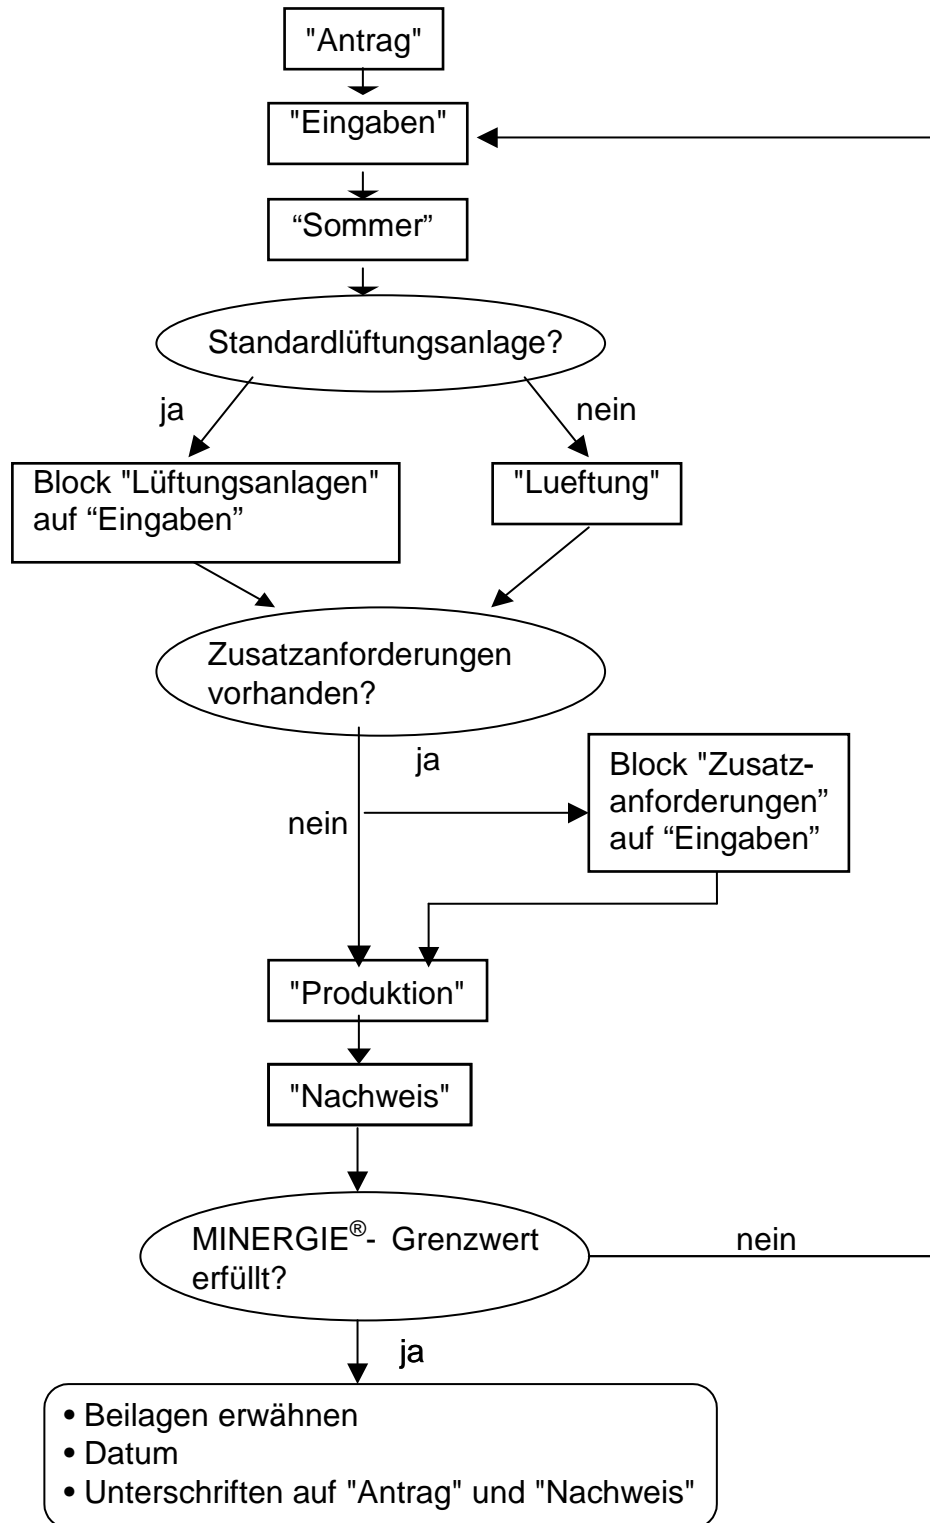 "Antrag"
"Eingaben"
“Sommer”
Standardlüftungsanlage?
ja
nein
Block "Lüftungsanlagen"
auf “Eingaben”
"Lueftung"
Zusatzanforderungen
vorhanden?
ja
nein
Block "Zusatz-
anforderungen”
auf “Eingaben”
"Produktion"
"Nachweis"
MINERGIE®- Grenzwert
erfüllt?
nein
ja
• Beilagen erwähnen
• Datum
• Unterschriften auf "Antrag" und "Nachweis"